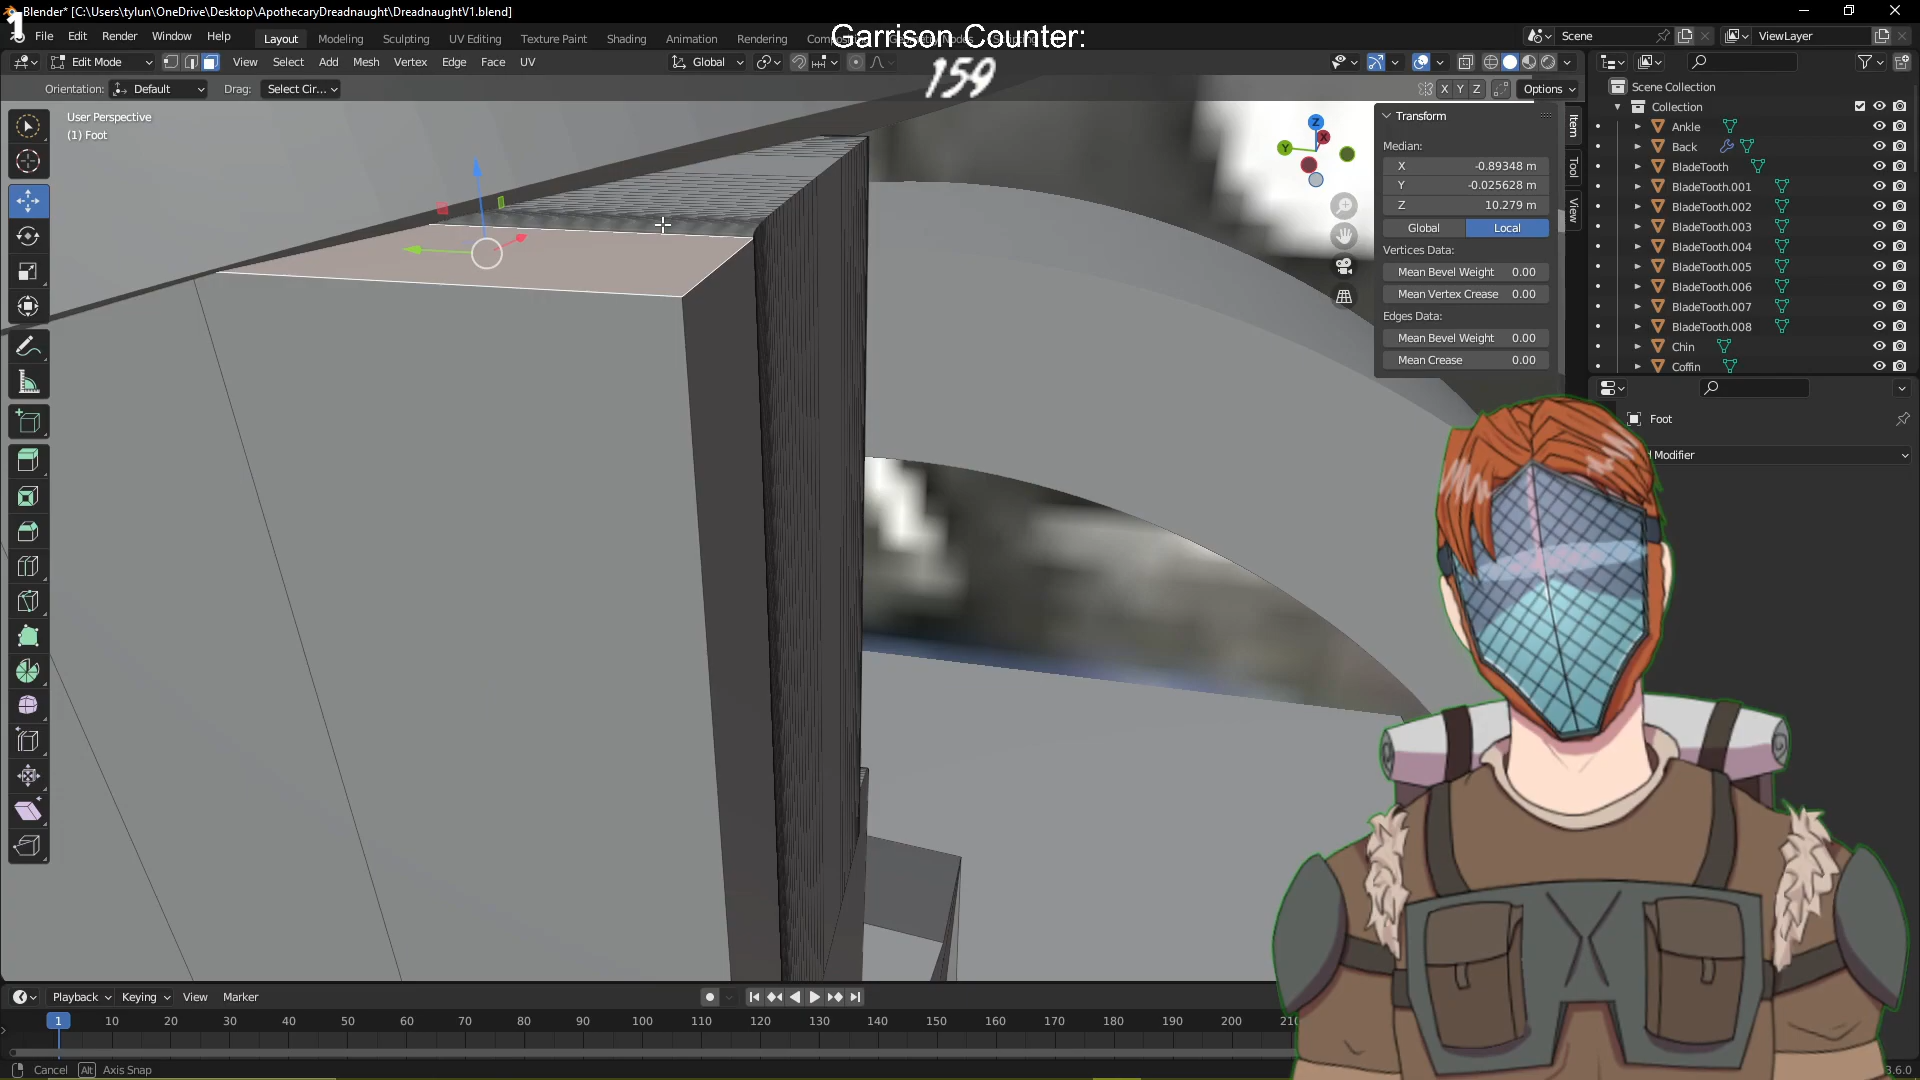 1
Blender* [C:\Users\tylun\OneDrive\Desktop\ApothecaryDreadnaught\DreadnaughtV1.blend]
File Edit Render Window Help
Layout Modeling Sculpting UV Editing Texture Paint Shading Animation Rendering
Garrison Counter:
159
Scene
ViewLayer
Edit Mode
View Select Add Mesh Vertex Edge Face UV
Global
Orientation: Default Drag: Select Cir...
X Y Z
Options
User Perspective
(1) Foot
Z
X
Y
Transform
Median:
X -0.89348 m
Y -0.025628 m
Z 10.279 m
Global Local
Vertices Data:
Mean Bevel Weight 0.00
Mean Vertex Crease 0.00
Edges Data:
Mean Bevel Weight 0.00
Mean Crease 0.00
Item
Tool
View
Scene Collection
Collection
Ankle
Back
BladeTooth
BladeTooth.001
BladeTooth.002
BladeTooth.003
BladeTooth.004
BladeTooth.005
BladeTooth.006
BladeTooth.007
BladeTooth.008
Chin
Coffin
Foot
Modifier
Playback Keying View Marker
1 10 20 30 40 50 60 70 80 90 100 110 120 130 140 150 160 170 180 190 200
Cancel Alt Axis Snap
3.6.0